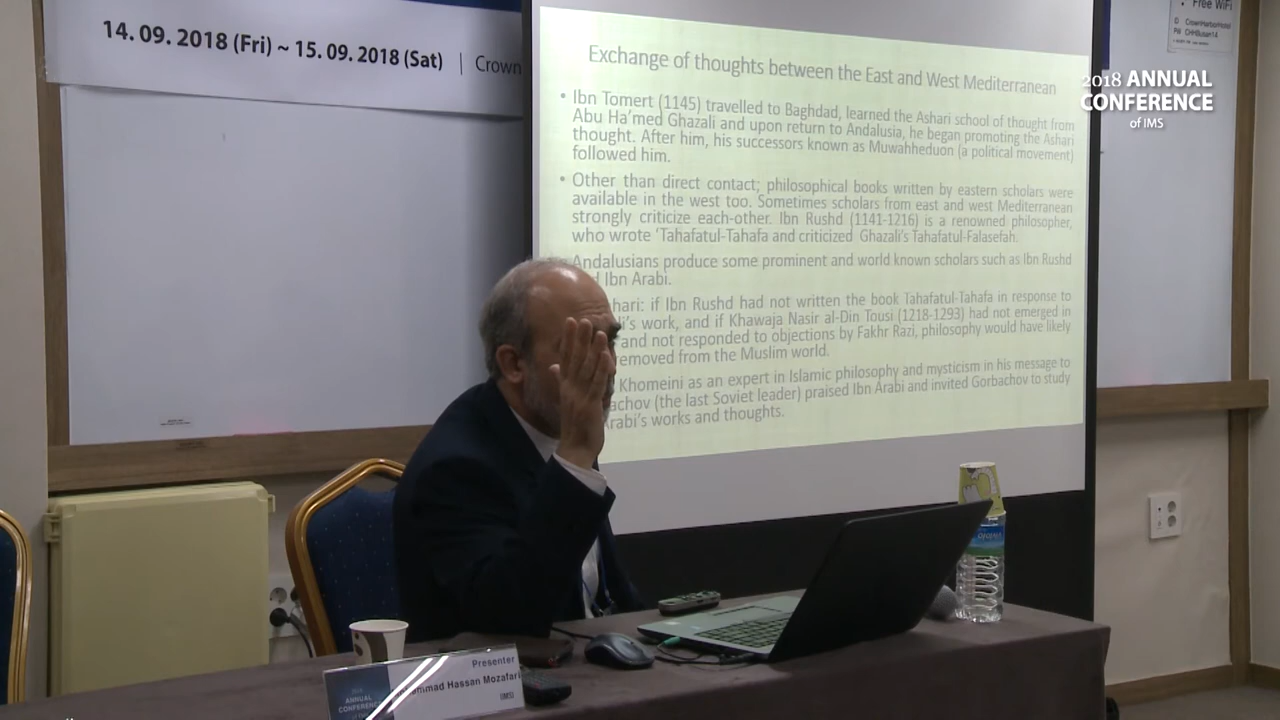 14. 09. 2018 (Fri) ~ 15. 09. 2018 (Sat) | Crown
Free WiFi
2018 ANNUAL
CONFERENCE
of IMS
Exchange of thoughts between the East and West Mediterranean
• Ibn Tomert (1145) travelled to Baghdad, learned the Ashari school of thought from
Abu Ha'med Ghazali and upon return to Andalusia, he began promoting the Ashari
thought. After him, his successors known as Muwahheduon (a political movement)
followed him.
• Other than direct contact, philosophical books written by eastern scholars were
available in the west too. Sometimes scholars from east and west Mediterranean
strongly criticize each-other. Ibn Rushd (1141-1216) is a renowned philosopher,
who wrote 'Tahafatul-Tahafa and criticized Ghazali's Tahafatul-Falasefah.
Andalusians produce some prominent and world known scholars such as Ibn Rushd
Ibn Arabi.
hari: if Ibn Rushd had not written the book Tahafatul-Tahafa in response to
li's work, and if Khawaja Nasir al-Din Tousi (1218-1293) had not emerged in
and not responded to objections by Fakhr Razi, philosophy would have likely
removed from the Muslim world.
Khomeini as an expert in Islamic philosophy and mysticism in his message to
achov (the last Soviet leader) praised Ibn Arabi and invited Gorbachov to study
Arabi's works and thoughts.
Presenter
ammad Hassan Mozafari
ANNUAL
CONFERENCE